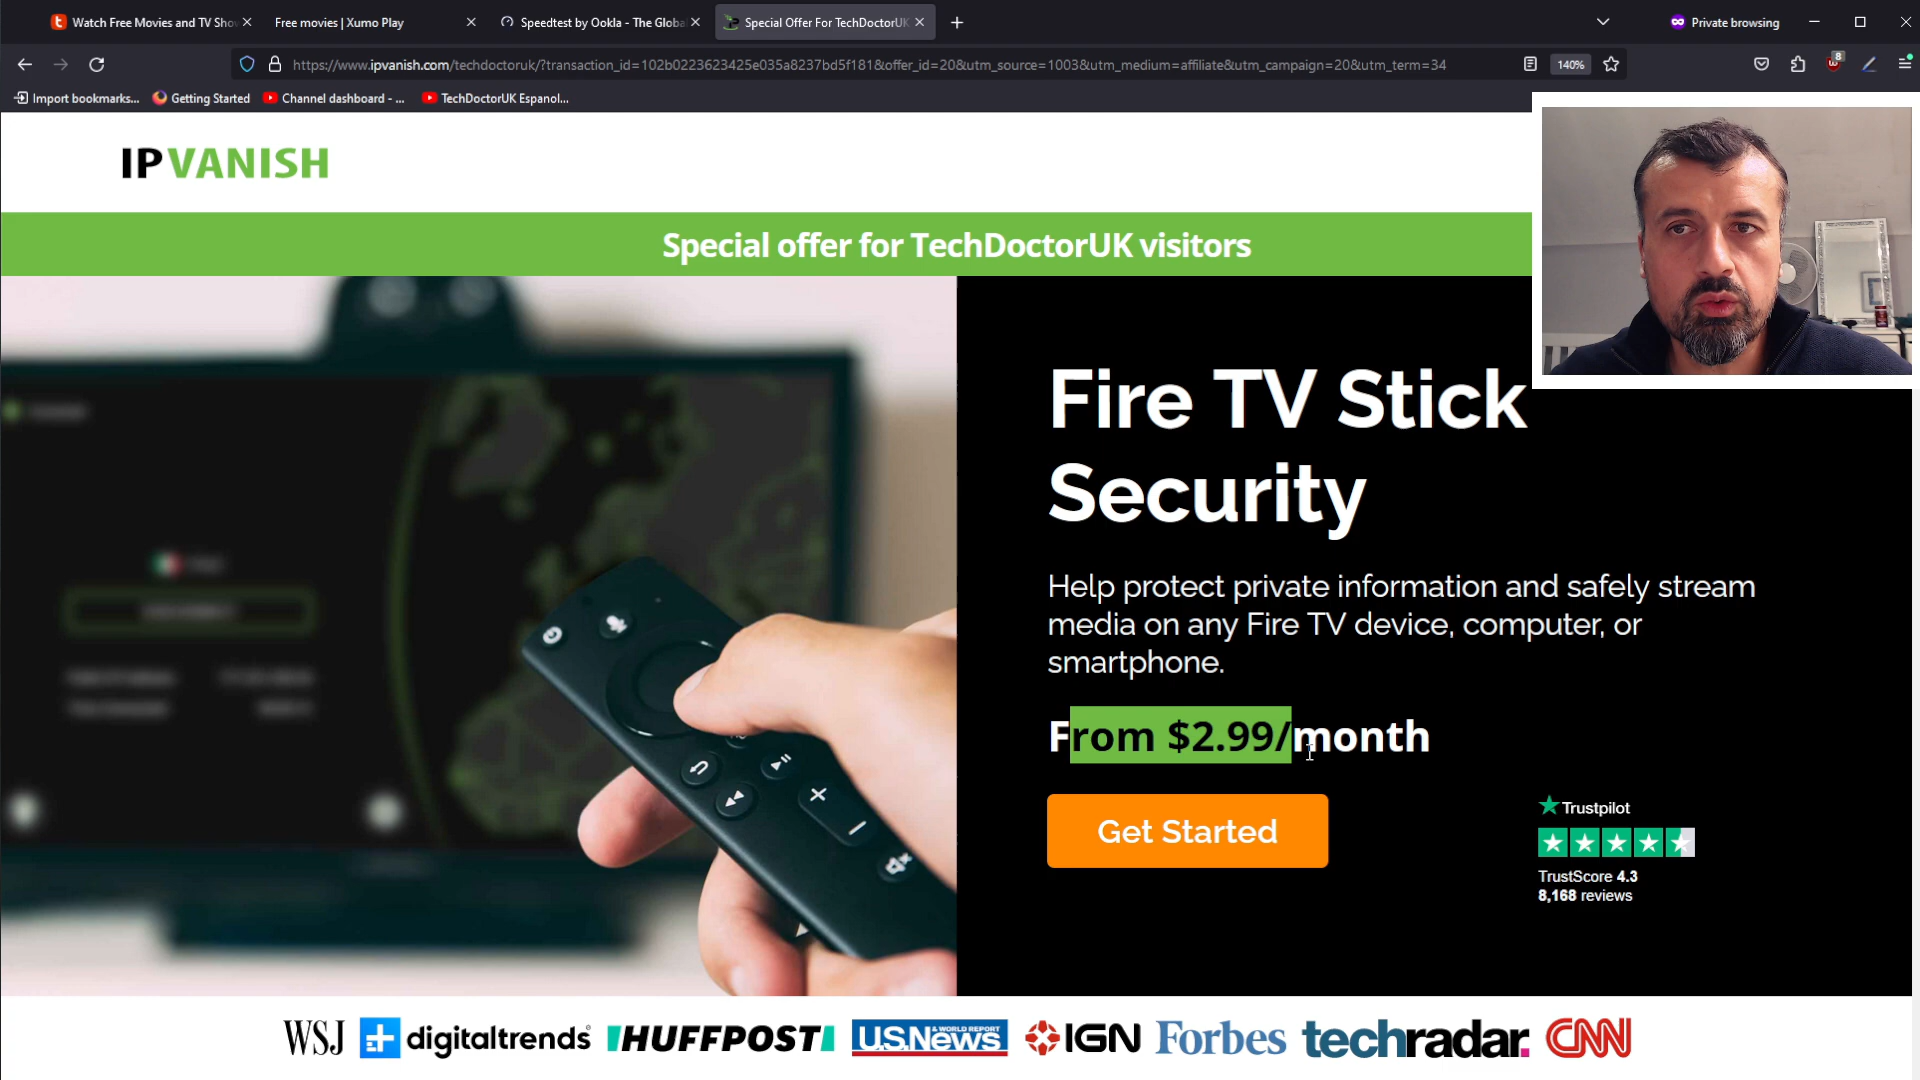 Watch Free Movies and TV Sho
Free movies | Xumo Play
Speedtest by Ookla - The Globa
Special Offer For TechDoctorUK
Private browsing
https://www.ipvanish.com/techdoctoruk/?transaction_id=102b0223623425e035a8237bd5f181&offer_id=20&utm_source=1003&utm_medium=affiliate&utm_campaign=20&utm_term=34
140%
8
Import bookmarks...
Getting Started
Channel dashboard - ...
TechDoctorUK Espanol...
IPVANISH
Special offer for TechDoctorUK visitors
Fire TV Stick
Security
Help protect private information and safely stream
media on any Fire TV device, computer, or
smartphone.
From $2.99/month
Get Started
Trustpilot
TrustScore 4.3
8,168 reviews
WSJ
digitaltrends
HUFFPOST
U.S.News & WORLD REPORT
IGN
Forbes
techradar.
CNN